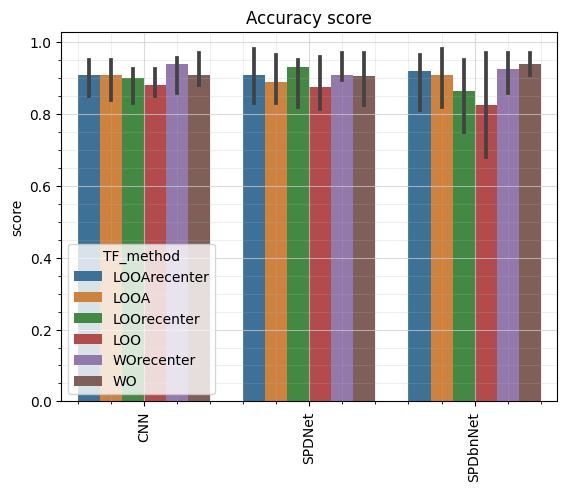 Accuracy score
1.0
0.8
0.6
0.4
0.2
0.0
score
TF_method
LOOArecenter
LOOA
LOOrecenter
LOO
WOrecenter
WO
CNN
SPDNet
SPDbnNet